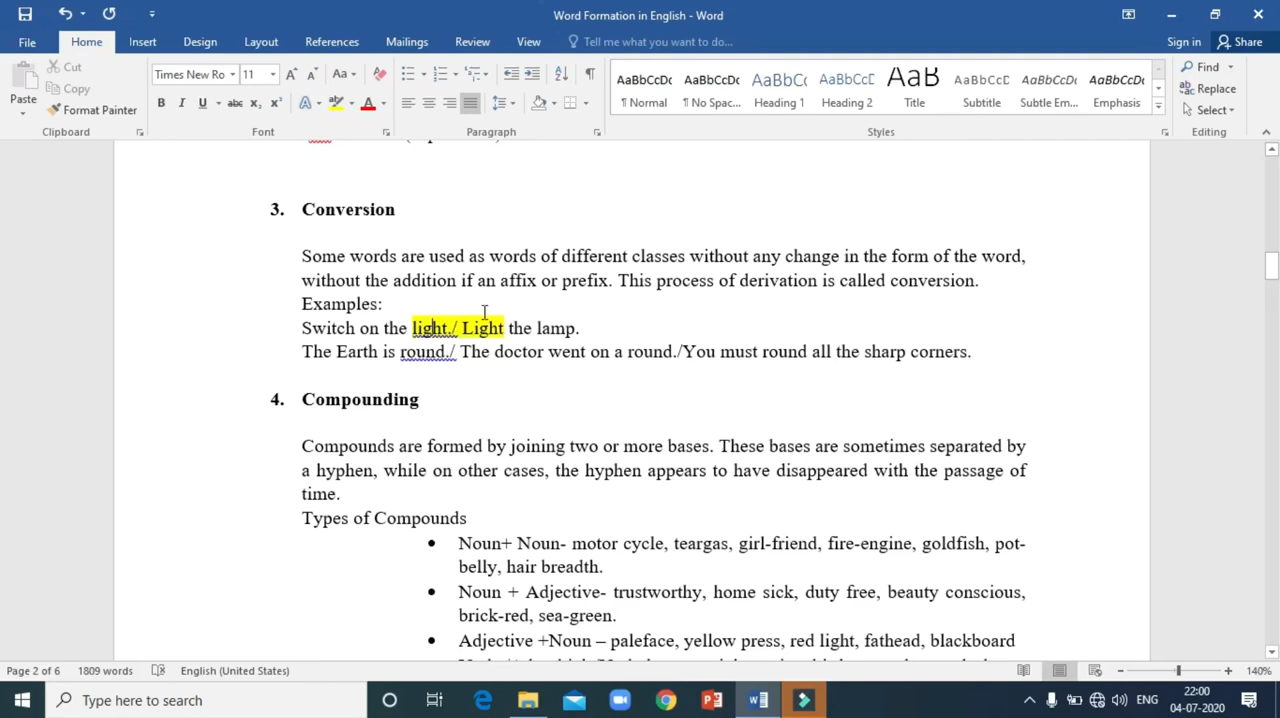 Word Formation in English - Word
File Home Insert Design Layout References Mailings Review View Tell me what you want to do... Sign in Share
Paste Cut Copy Format Painter
Times New Ro 11
AaBbCcDc AaBbCcDc AaBbCc AaBbCcD AaB AaBbCcD AaBbCcDc AaBbCcDc
¶ Normal ¶ No Spac... Heading 1 Heading 2 Title Subtitle Subtle Em... Emphasis
Find Replace Select
Clipboard Font Paragraph Styles Editing
3. Conversion
Some words are used as words of different classes without any change in the form of the word,
without the addition if an affix or prefix. This process of derivation is called conversion.
Examples:
Switch on the light./ Light the lamp.
The Earth is round./ The doctor went on a round./You must round all the sharp corners.
4. Compounding
Compounds are formed by joining two or more bases. These bases are sometimes separated by
a hyphen, while on other cases, the hyphen appears to have disappeared with the passage of
time.
Types of Compounds
• Noun+ Noun- motor cycle, teargas, girl-friend, fire-engine, goldfish, pot-
belly, hair breadth.
• Noun + Adjective- trustworthy, home sick, duty free, beauty conscious,
brick-red, sea-green.
• Adjective +Noun – paleface, yellow press, red light, fathead, blackboard
Page 2 of 6 1809 words English (United States) 140%
Type here to search ENG 22:00
04-07-2020